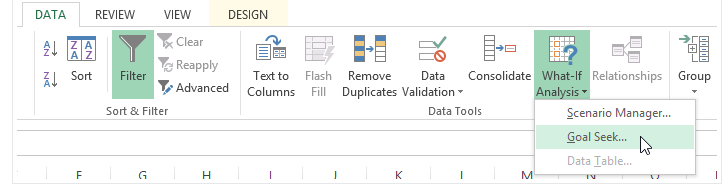 DATA REVIEW VIEW DESIGN
A Z
Z A
Z A
A Z
Sort
Filter
Clear
Reapply
Advanced
Sort & Filter
Text to
Columns
Flash
Fill
Remove
Duplicates
Data
Validation
Consolidate
What-If
Analysis
Relationships
Data Tools
Group
Scenario Manager...
Goal Seek...
Data Table...
F G H I J K L M N O